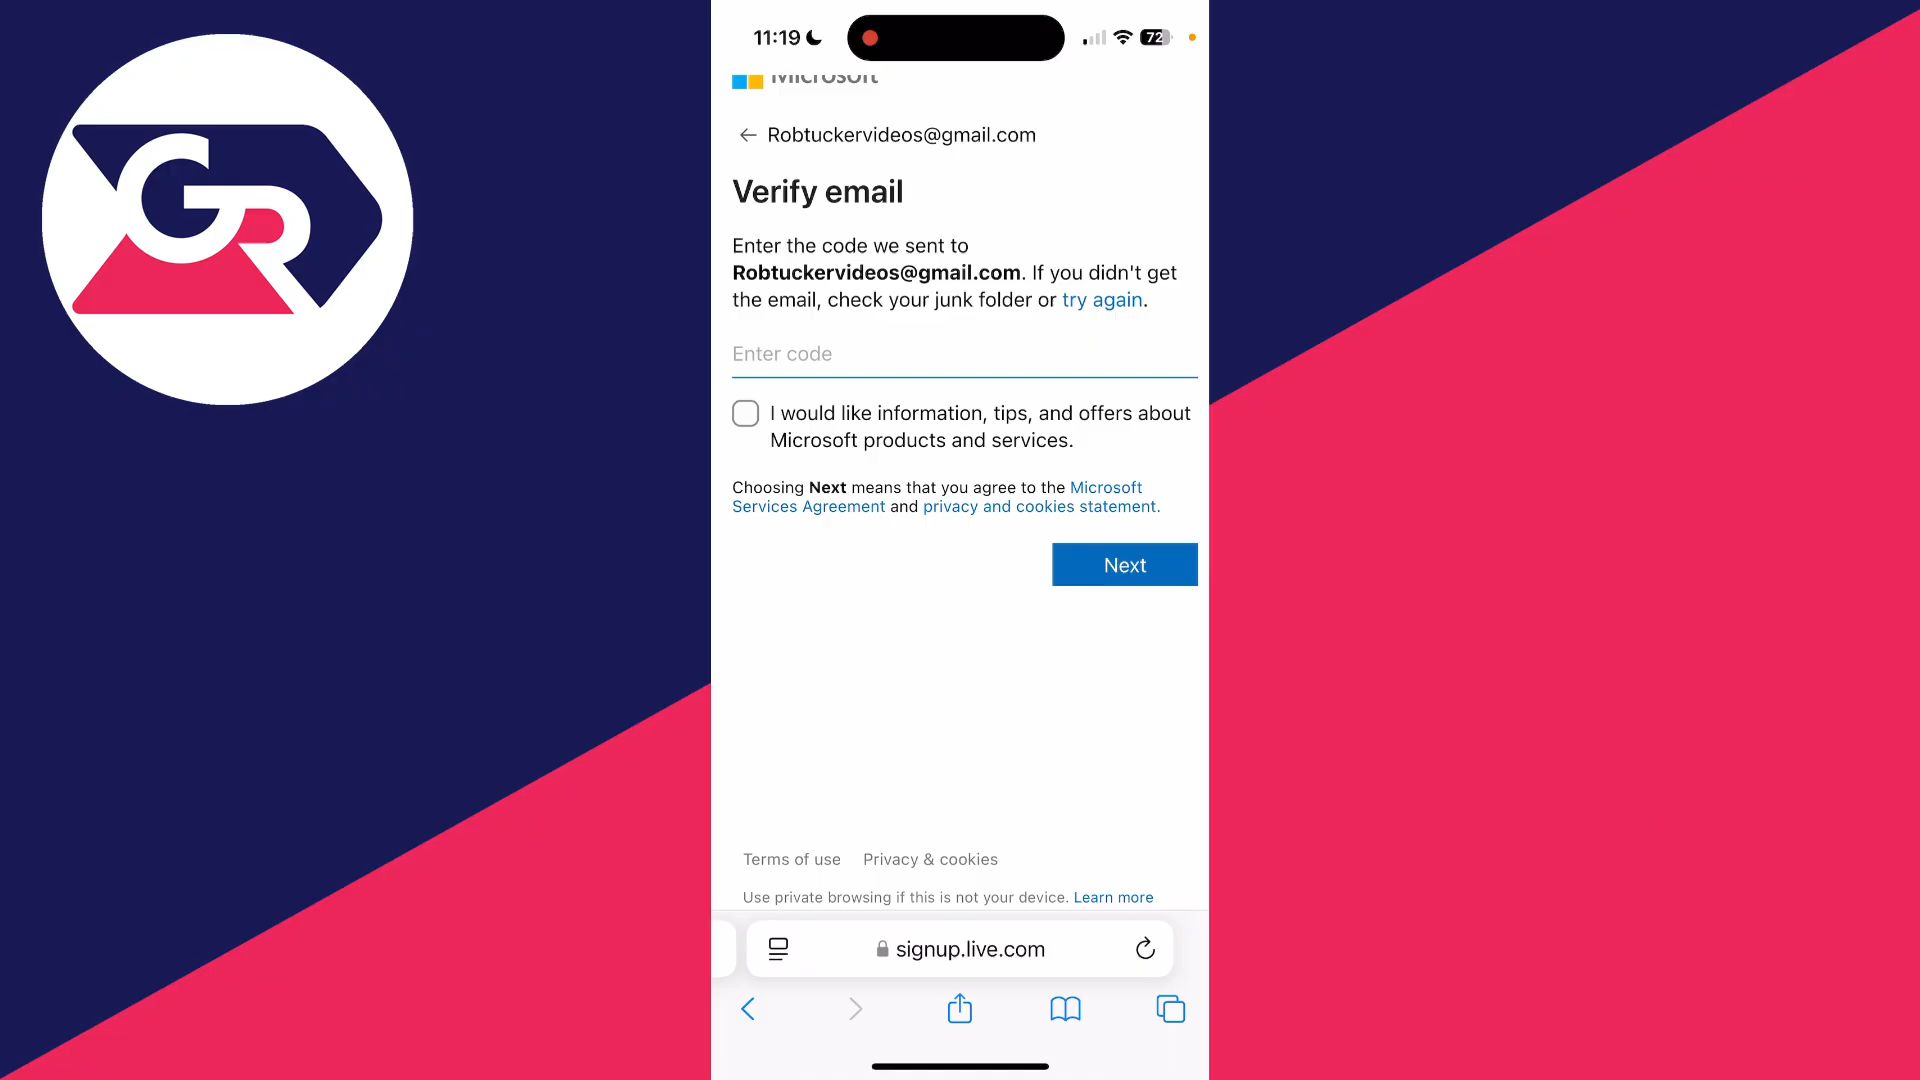 GR
11:19
72
Microsoft
Robtuckervideos@gmail.com
Verify email
Enter the code we sent to
Robtuckervideos@gmail.com. If you didn't get
the email, check your junk folder or try again.
Enter code
I would like information, tips, and offers about
Microsoft products and services.
Choosing Next means that you agree to the Microsoft
Services Agreement and privacy and cookies statement.
Next
Terms of use Privacy & cookies
Use private browsing if this is not your device. Learn more
signup.live.com